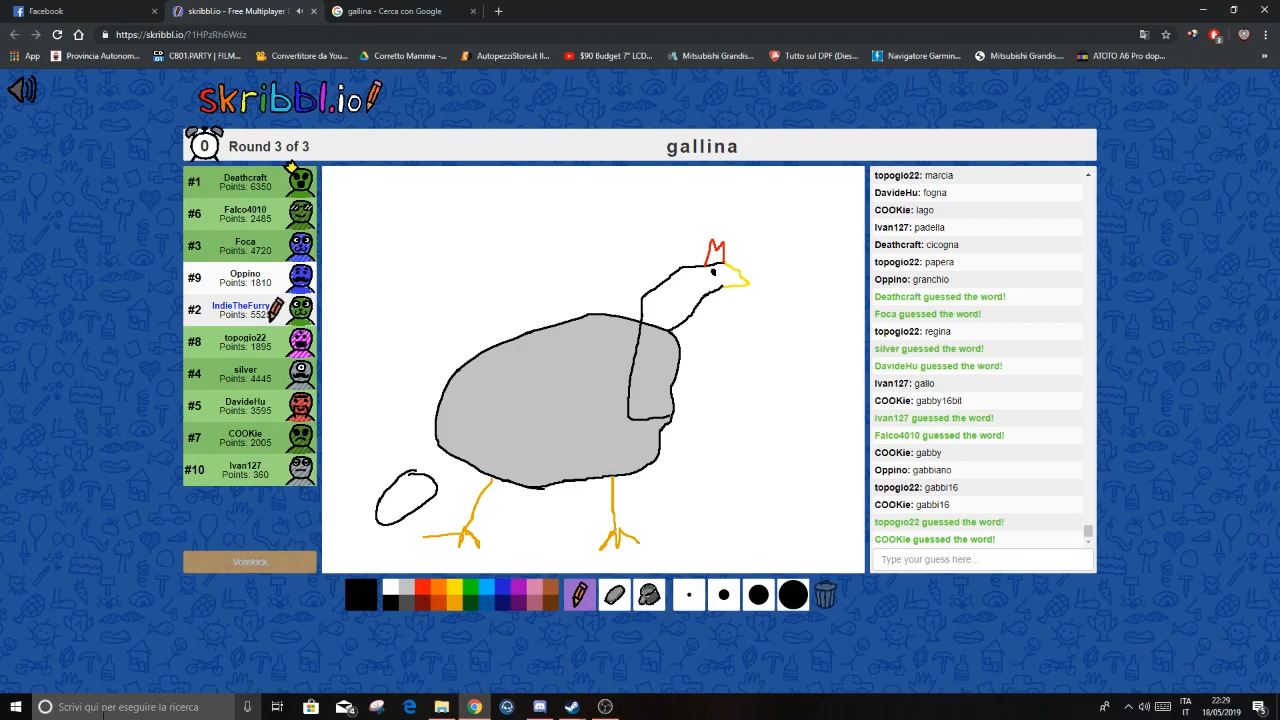 Facebook
skribbl.io - Free Multiplayer
gallina - Cerca con Google
https://skribbl.io/?1HPzRh6Wdz
App
Provincia Autonom...
CB01.PARTY | FILM...
Convertitore da You...
Corretto Mamma -...
AutopezziStore.it Il...
$90 Budget 7" LCD...
Mitsubishi Grandis...
Tutto sul DPF (Dies...
Navigatore Garmin...
Mitsubishi Grandis...
ATOTO A6 Pro dop...
»
skribbl.io
0
Round 3 of 3
gallina
#1
Deathcraft
Points: 6350
#6
Falco4010
Points: 2485
#3
Foca
Points: 4720
#9
Oppino
Points: 1810
#2
IndieTheFurry
Points: 552
#8
topogio22
Points: 1895
#4
silver
Points: 4445
#5
DavideHu
Points: 3595
#7
COOKie
Points: 2005
#10
Ivan127
Points: 360
Votekick
topogio22: marcia
DavideHu: fogna
COOKie: lago
Ivan127: padella
Deathcraft: cicogna
topogio22: papera
Oppino: granchio
Deathcraft guessed the word!
Foca guessed the word!
topogio22: regina
silver guessed the word!
DavideHu guessed the word!
Ivan127: gallo
COOKie: gabby16bit
Ivan127 guessed the word!
Falco4010 guessed the word!
COOKie: gabby
Oppino: gabbiano
topogio22: gabbi16
COOKie: gabbi16
topogio22 guessed the word!
COOKie guessed the word!
Type your guess here...
Scrivi qui per eseguire la ricerca
ITA
IT
22:29
18/05/2019